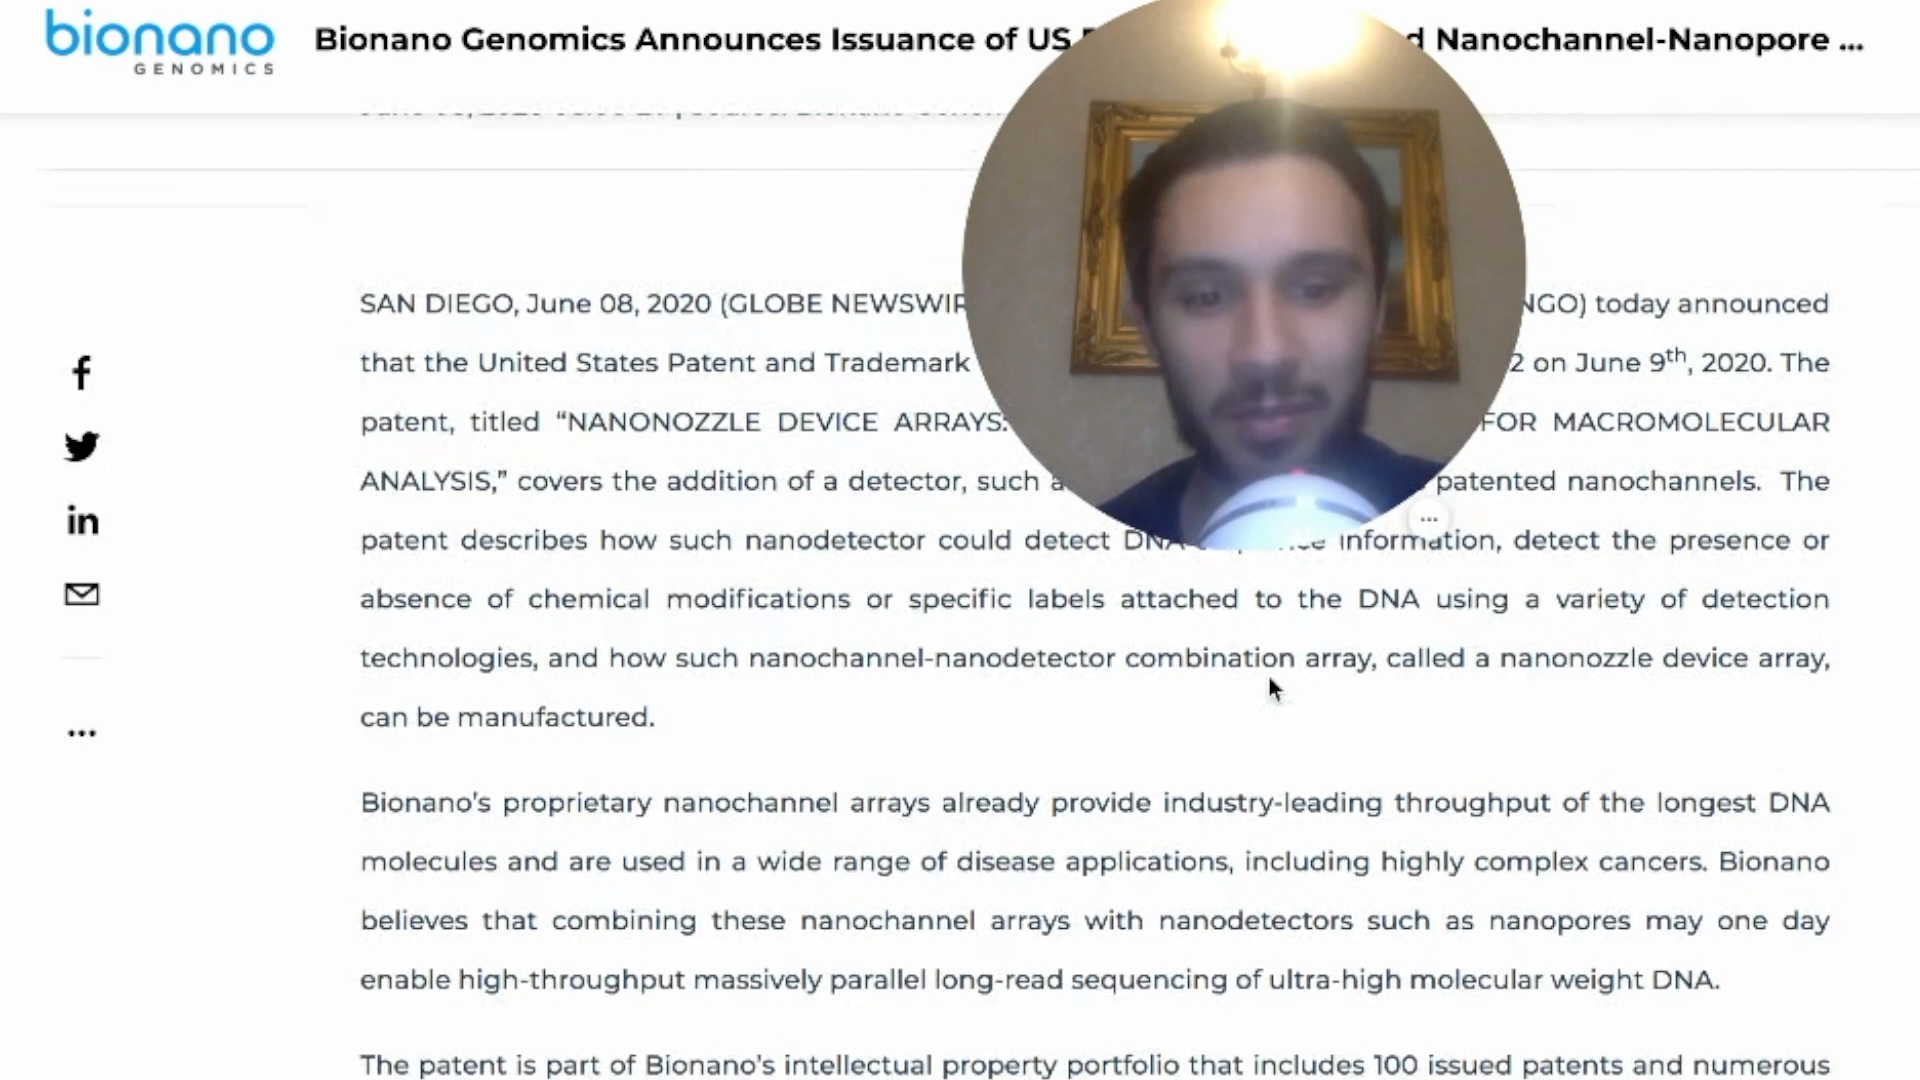 bionano
GENOMICS
Bionano Genomics Announces Issuance of US Nanochannel-Nanopore ...
SAN DIEGO, June 08, 2020 (GLOBE NEWSWIR NGO) today announced
that the United States Patent and Trademark 2 on June 9th, 2020. The
patent, titled “NANONOZZLE DEVICE ARRAYS: FOR MACROMOLECULAR
ANALYSIS,” covers the addition of a detector, such patented nanochannels. The
patent describes how such nanodetector could detect DNA information, detect the presence or
absence of chemical modifications or specific labels attached to the DNA using a variety of detection
technologies, and how such nanochannel-nanodetector combination array, called a nanonozzle device array,
can be manufactured.
Bionano’s proprietary nanochannel arrays already provide industry-leading throughput of the longest DNA
molecules and are used in a wide range of disease applications, including highly complex cancers. Bionano
believes that combining these nanochannel arrays with nanodetectors such as nanopores may one day
enable high-throughput massively parallel long-read sequencing of ultra-high molecular weight DNA.
The patent is part of Bionano’s intellectual property portfolio that includes 100 issued patents and numerous